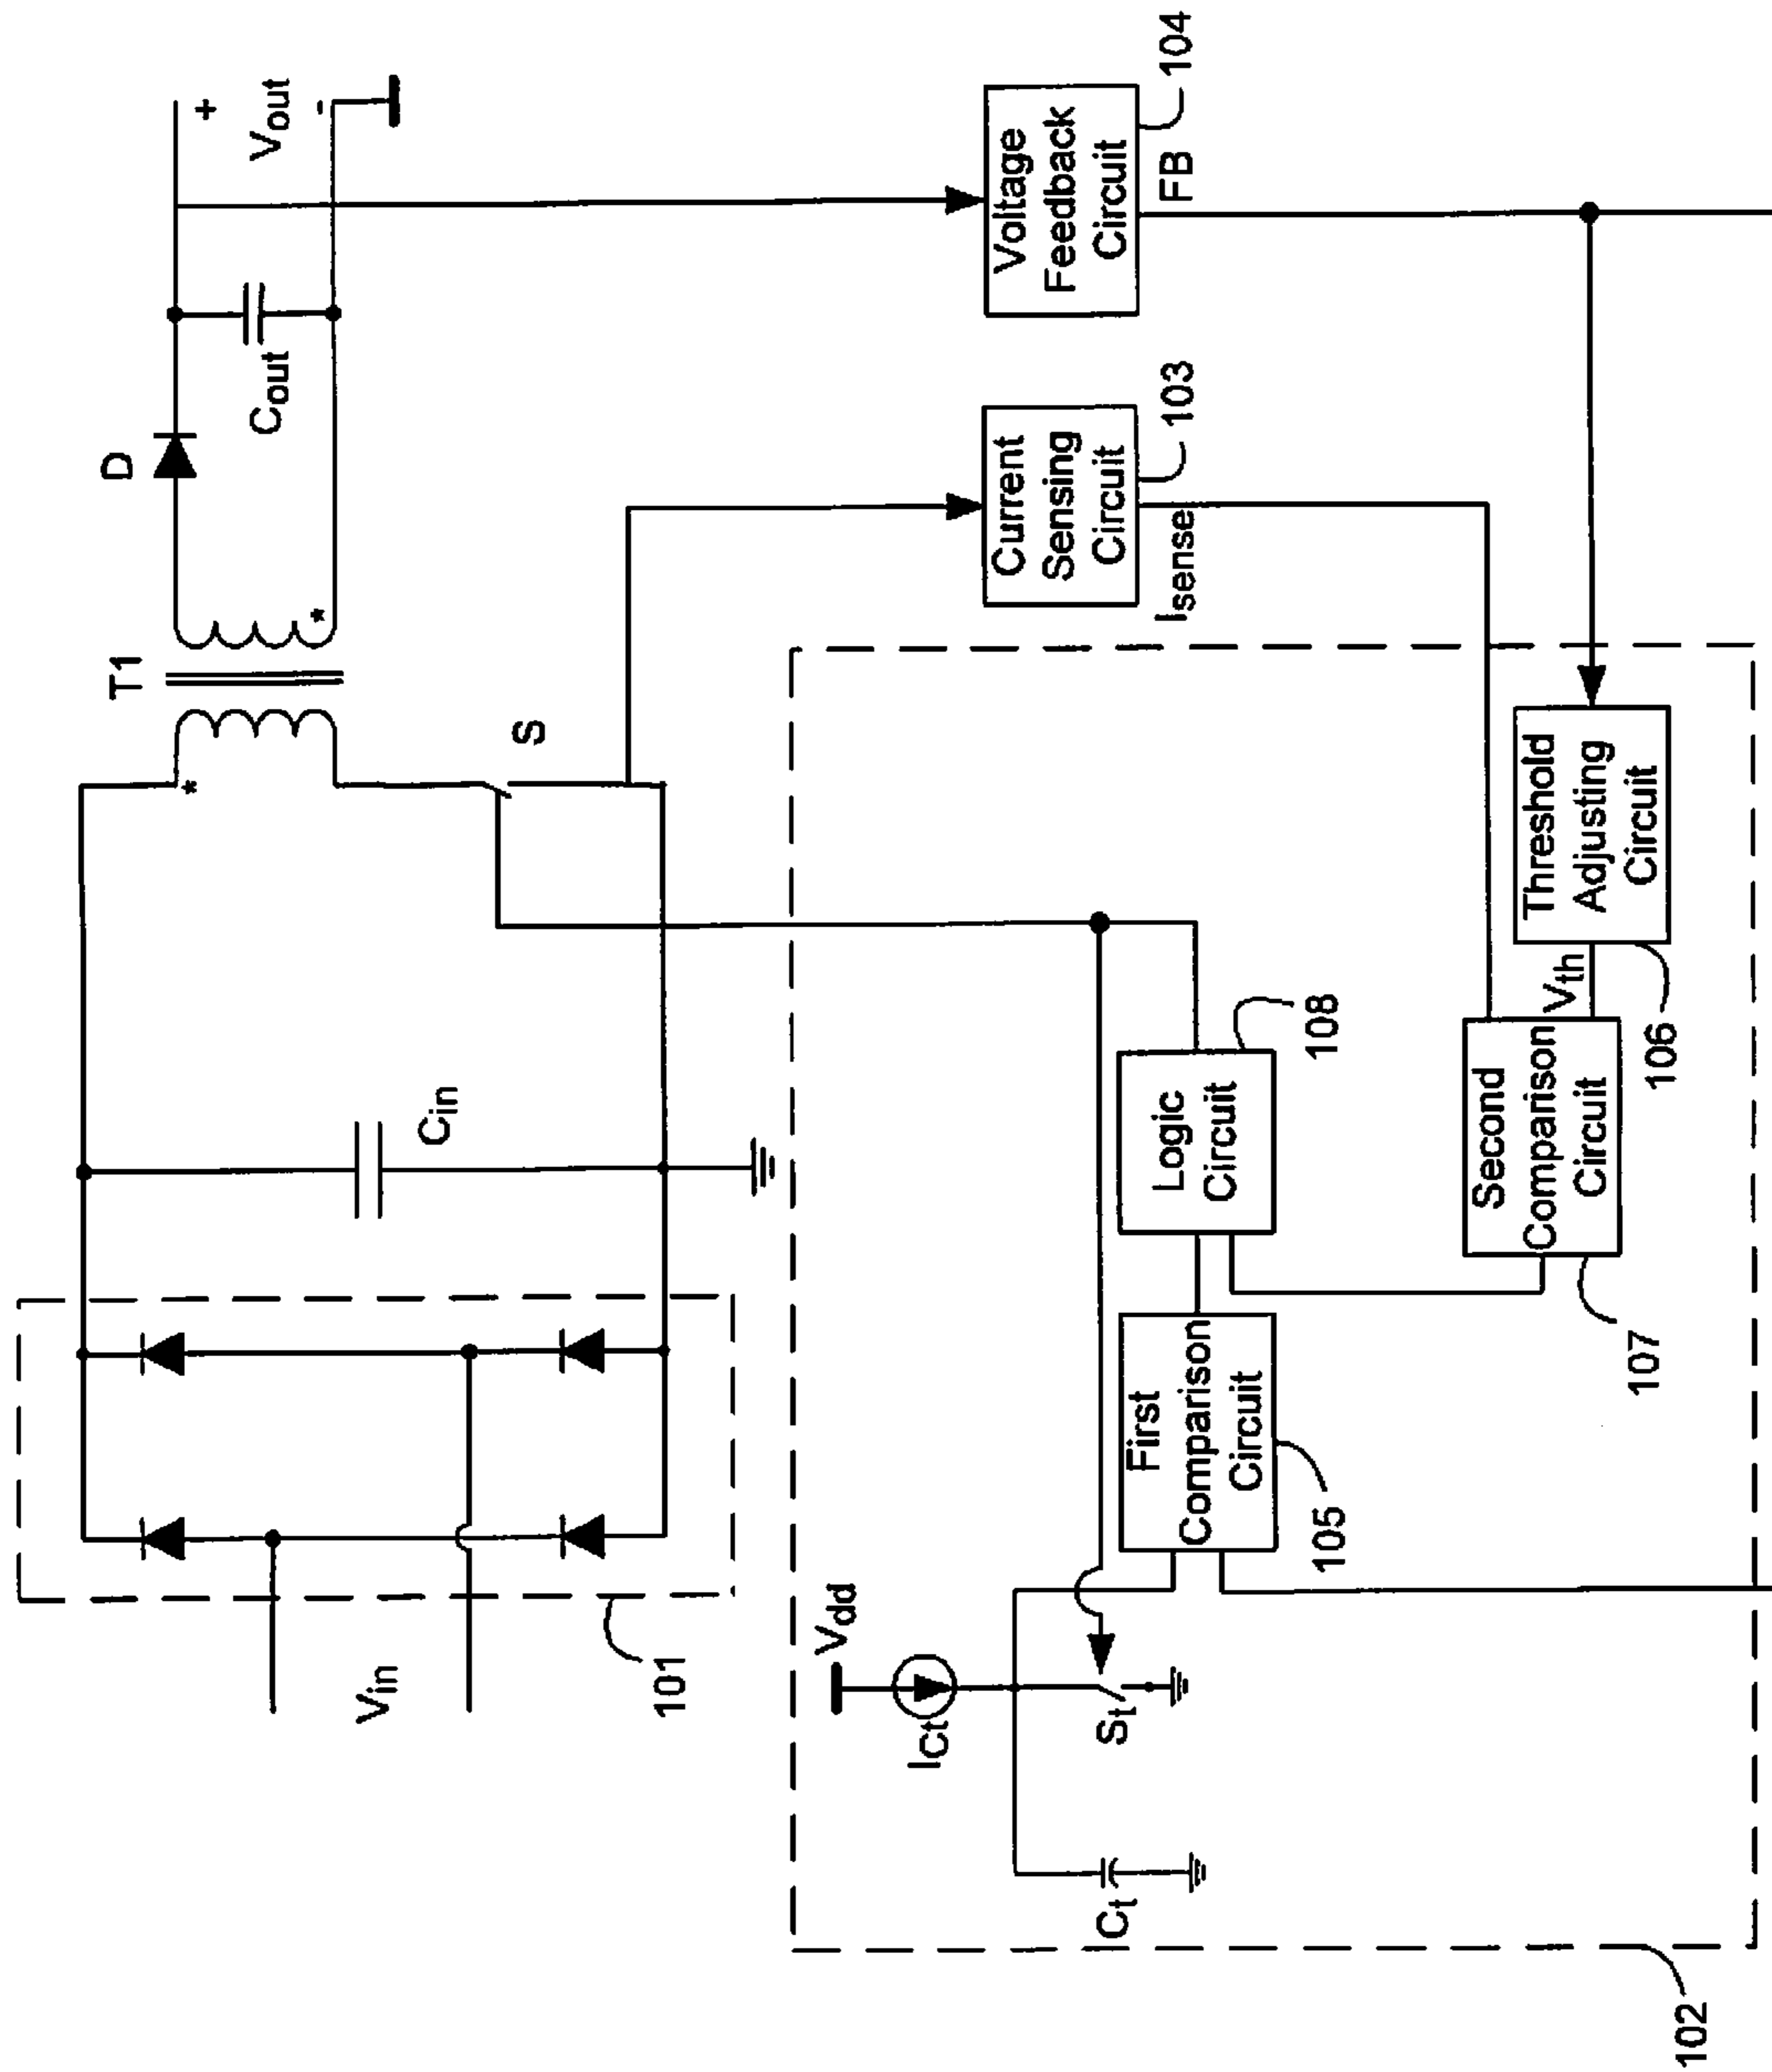 T1
D
+
Vout
-
Cout
*
*
S
Cin
Vin
101
Current
Sensing
Circuit
103
Isense
Voltage
Feedback
Circuit
104
FB
Vdd
ICt
St
Ct
First
Comparison
Circuit
105
Logic
Circuit
108
Second
Comparison
Circuit
107
Vth
Threshold
Adjusting
Circuit
106
102